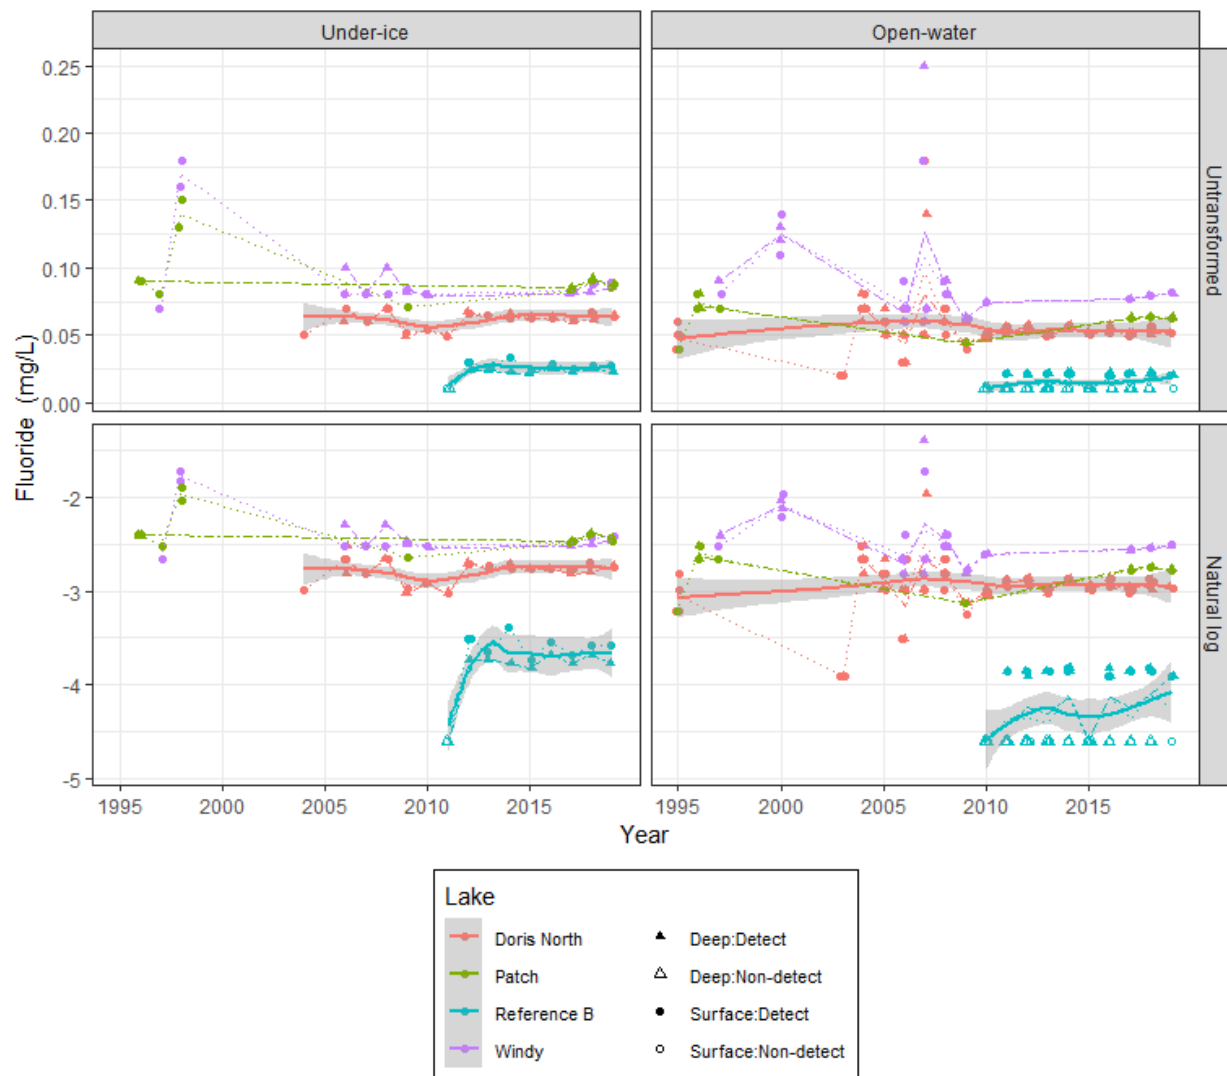 Under-ice
Open-water
0.25
0.20
0.15
0.10
0.05
0.00
Untransformed
Fluoride (mg/L)
-2
-3
-4
-5
Natural log
1995 2000 2005 2010 2015
1995 2000 2005 2010 2015
Year
Lake
Doris North
Patch
Reference B
Windy
Deep:Detect
Deep:Non-detect
Surface:Detect
Surface:Non-detect